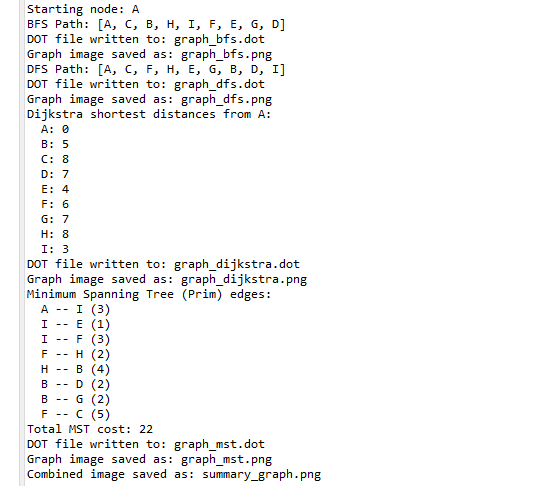 Starting node: A
BFS Path: [A, C, B, H, I, F, E, G, D]
DOT file written to: graph_bfs.dot
Graph image saved as: graph_bfs.png
DFS Path: [A, C, F, H, E, G, B, D, I]
DOT file written to: graph_dfs.dot
Graph image saved as: graph_dfs.png
Dijkstra shortest distances from A:
  A: 0
  B: 5
  C: 8
  D: 7
  E: 4
  F: 6
  G: 7
  H: 8
  I: 3
DOT file written to: graph_dijkstra.dot
Graph image saved as: graph_dijkstra.png
Minimum Spanning Tree (Prim) edges:
  A -- I (3)
  I -- E (1)
  I -- F (3)
  F -- H (2)
  H -- B (4)
  B -- D (2)
  B -- G (2)
  F -- C (5)
Total MST cost: 22
DOT file written to: graph_mst.dot
Graph image saved as: graph_mst.png
Combined image saved as: summary_graph.png